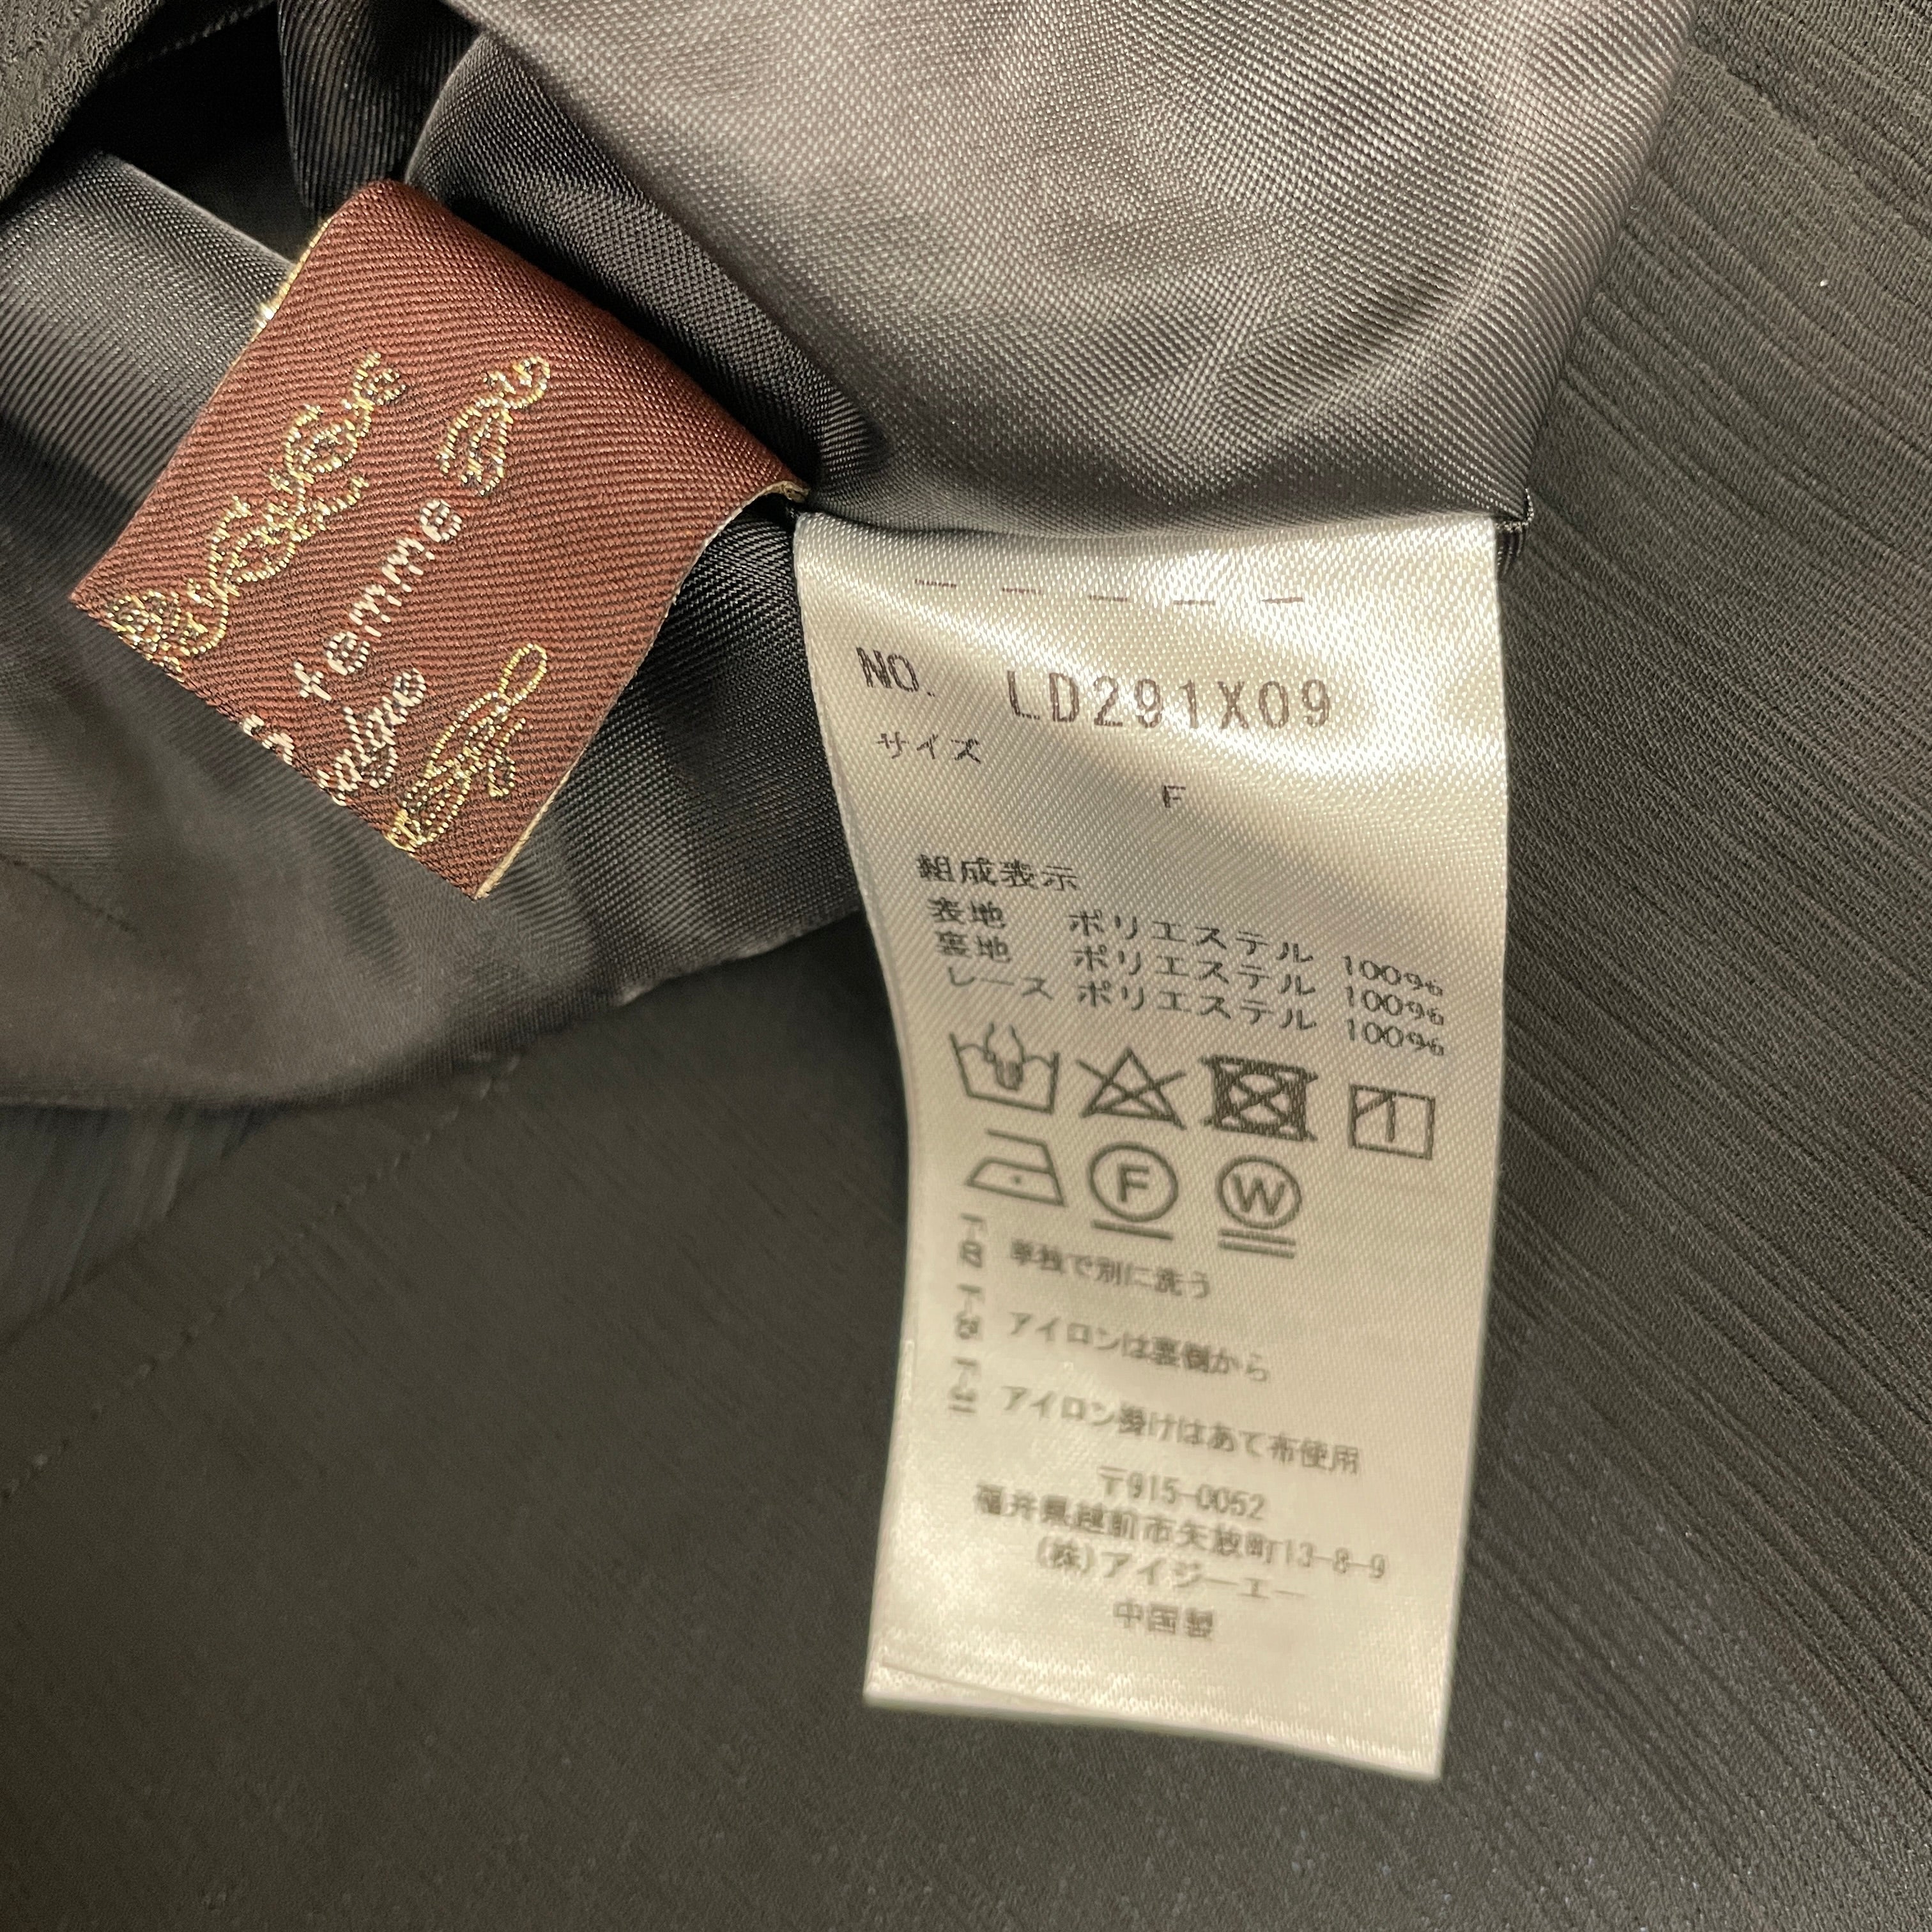 femme
NO. LD291X09
サイズ
F
組成表示
表地 ポリエステル 100%
裏地 ポリエステル 100%
レース ポリエステル 100%
F W
単独で別に洗う
アイロンは裏側から
アイロン掛けはあて布使用
〒915-0052
福井県越前市矢放町13-8-9
(株)アイジーエー
中国製